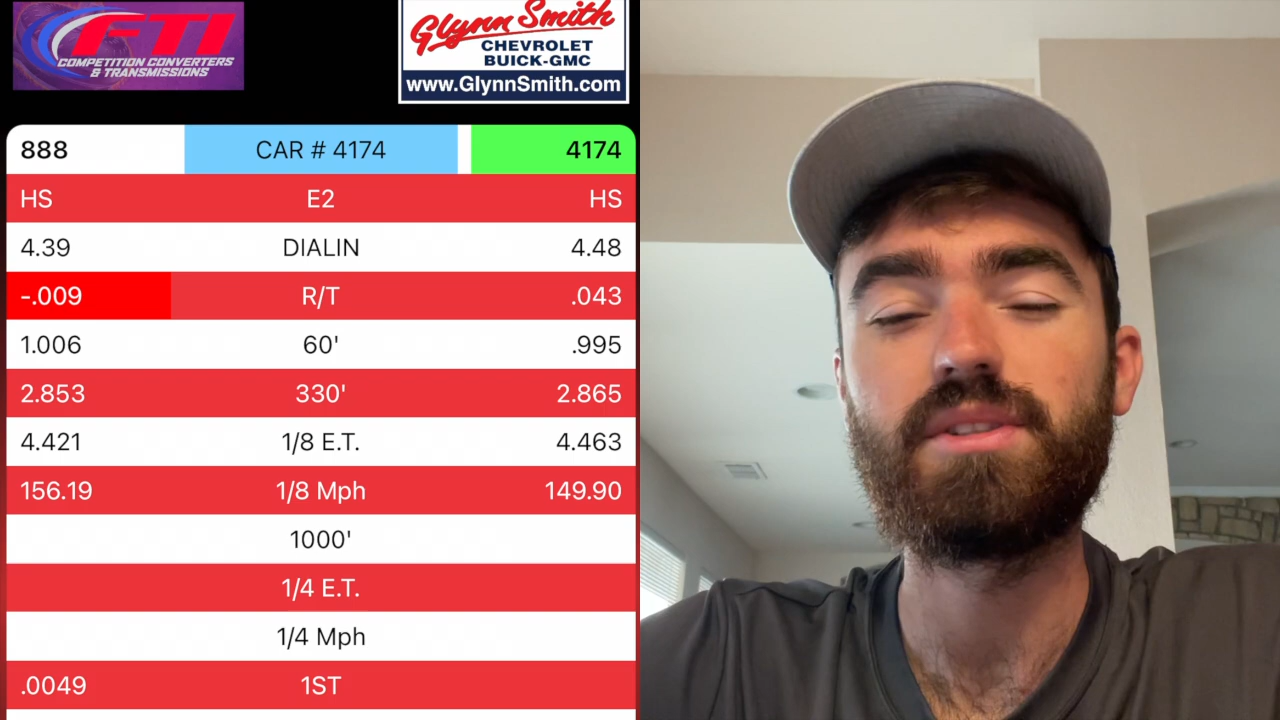 FTI
COMPETITION CONVERTERS
& TRANSMISSIONS
Glynn Smith
CHEVROLET
BUICK-GMC
www.GlynnSmith.com
888 CAR # 4174 4174
HS E2 HS
4.39 DIALIN 4.48
-.009 R/T .043
1.006 60' .995
2.853 330' 2.865
4.421 1/8 E.T. 4.463
156.19 1/8 Mph 149.90
1000'
1/4 E.T.
1/4 Mph
.0049 1ST